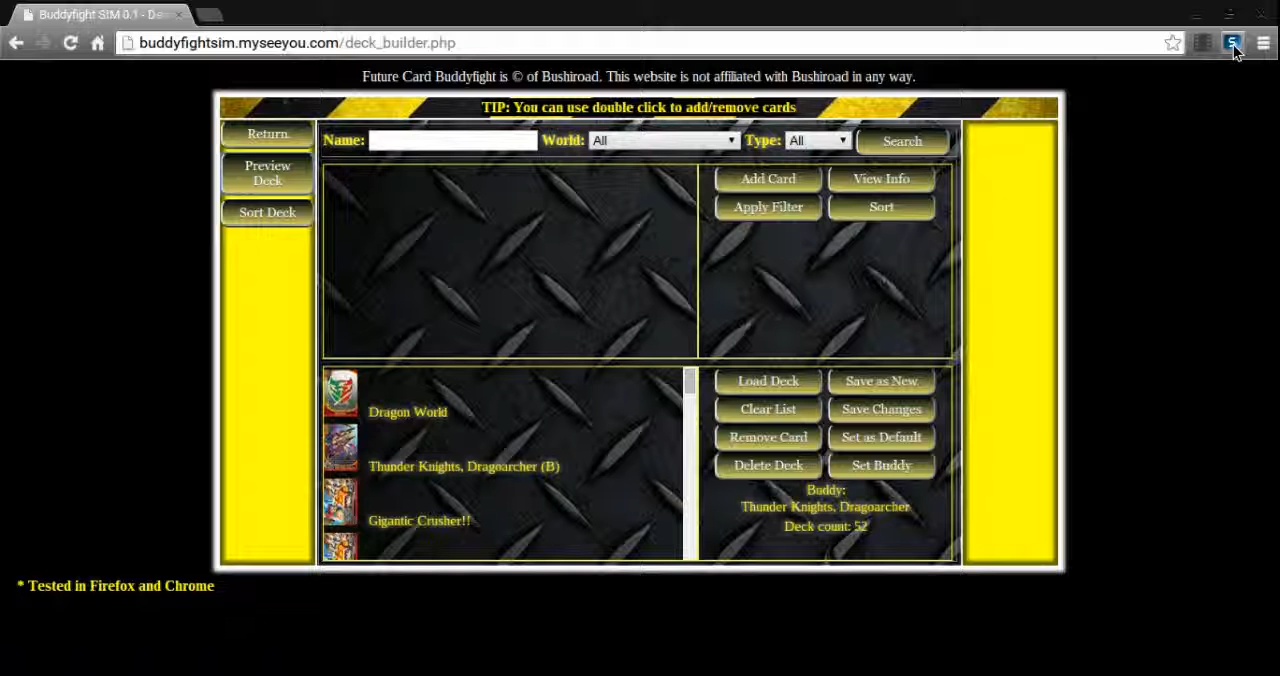 Buddyfight SIM 0.1 - De
buddyfightsim.myseeyou.com/deck_builder.php
S
Future Card Buddyfight is © of Bushiroad. This website is not affiliated with Bushiroad in any way.
TIP: You can use double click to add/remove cards
Return
Preview
Deck
Sort Deck
Name: World: All Type: All Search
Add Card View Info
Apply Filter Sort
Dragon World
Thunder Knights, Dragoarcher (B)
Gigantic Crusher!!
Load Deck Save as New
Clear List Save Changes
Remove Card Set as Default
Delete Deck Set Buddy
Buddy:
Thunder Knights, Dragoarcher
Deck count: 52
* Tested in Firefox and Chrome